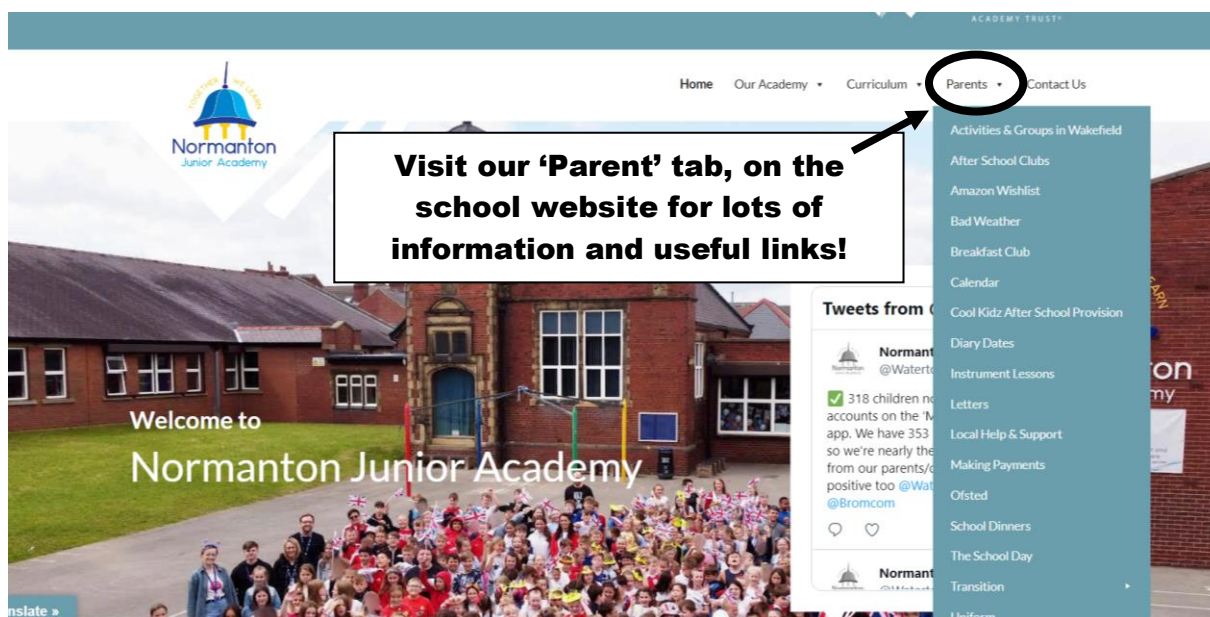 ACADEMY TRUST
TOGETHER WE LEARN
Normanton
Junior Academy
Home Our Academy Curriculum Parents Contact Us
Visit our ‘Parent’ tab, on the
school website for lots of
information and useful links!
Activities & Groups in Wakefield
After School Clubs
Amazon Wishlist
Bad Weather
Breakfast Club
Calendar
Cool Kidz After School Provision
Diary Dates
Instrument Lessons
Letters
Local Help & Support
Making Payments
Ofsted
School Dinners
The School Day
Transition
Uniform
Tweets from
Normant
@Waterto
318 children no
accounts on the ‘M
app. We have 353
so we're nearly the
from our parents/c
positive too @Wat
@Bromcom
Normant
Welcome to
Normanton Junior Academy
nslate »
ARN
on
my